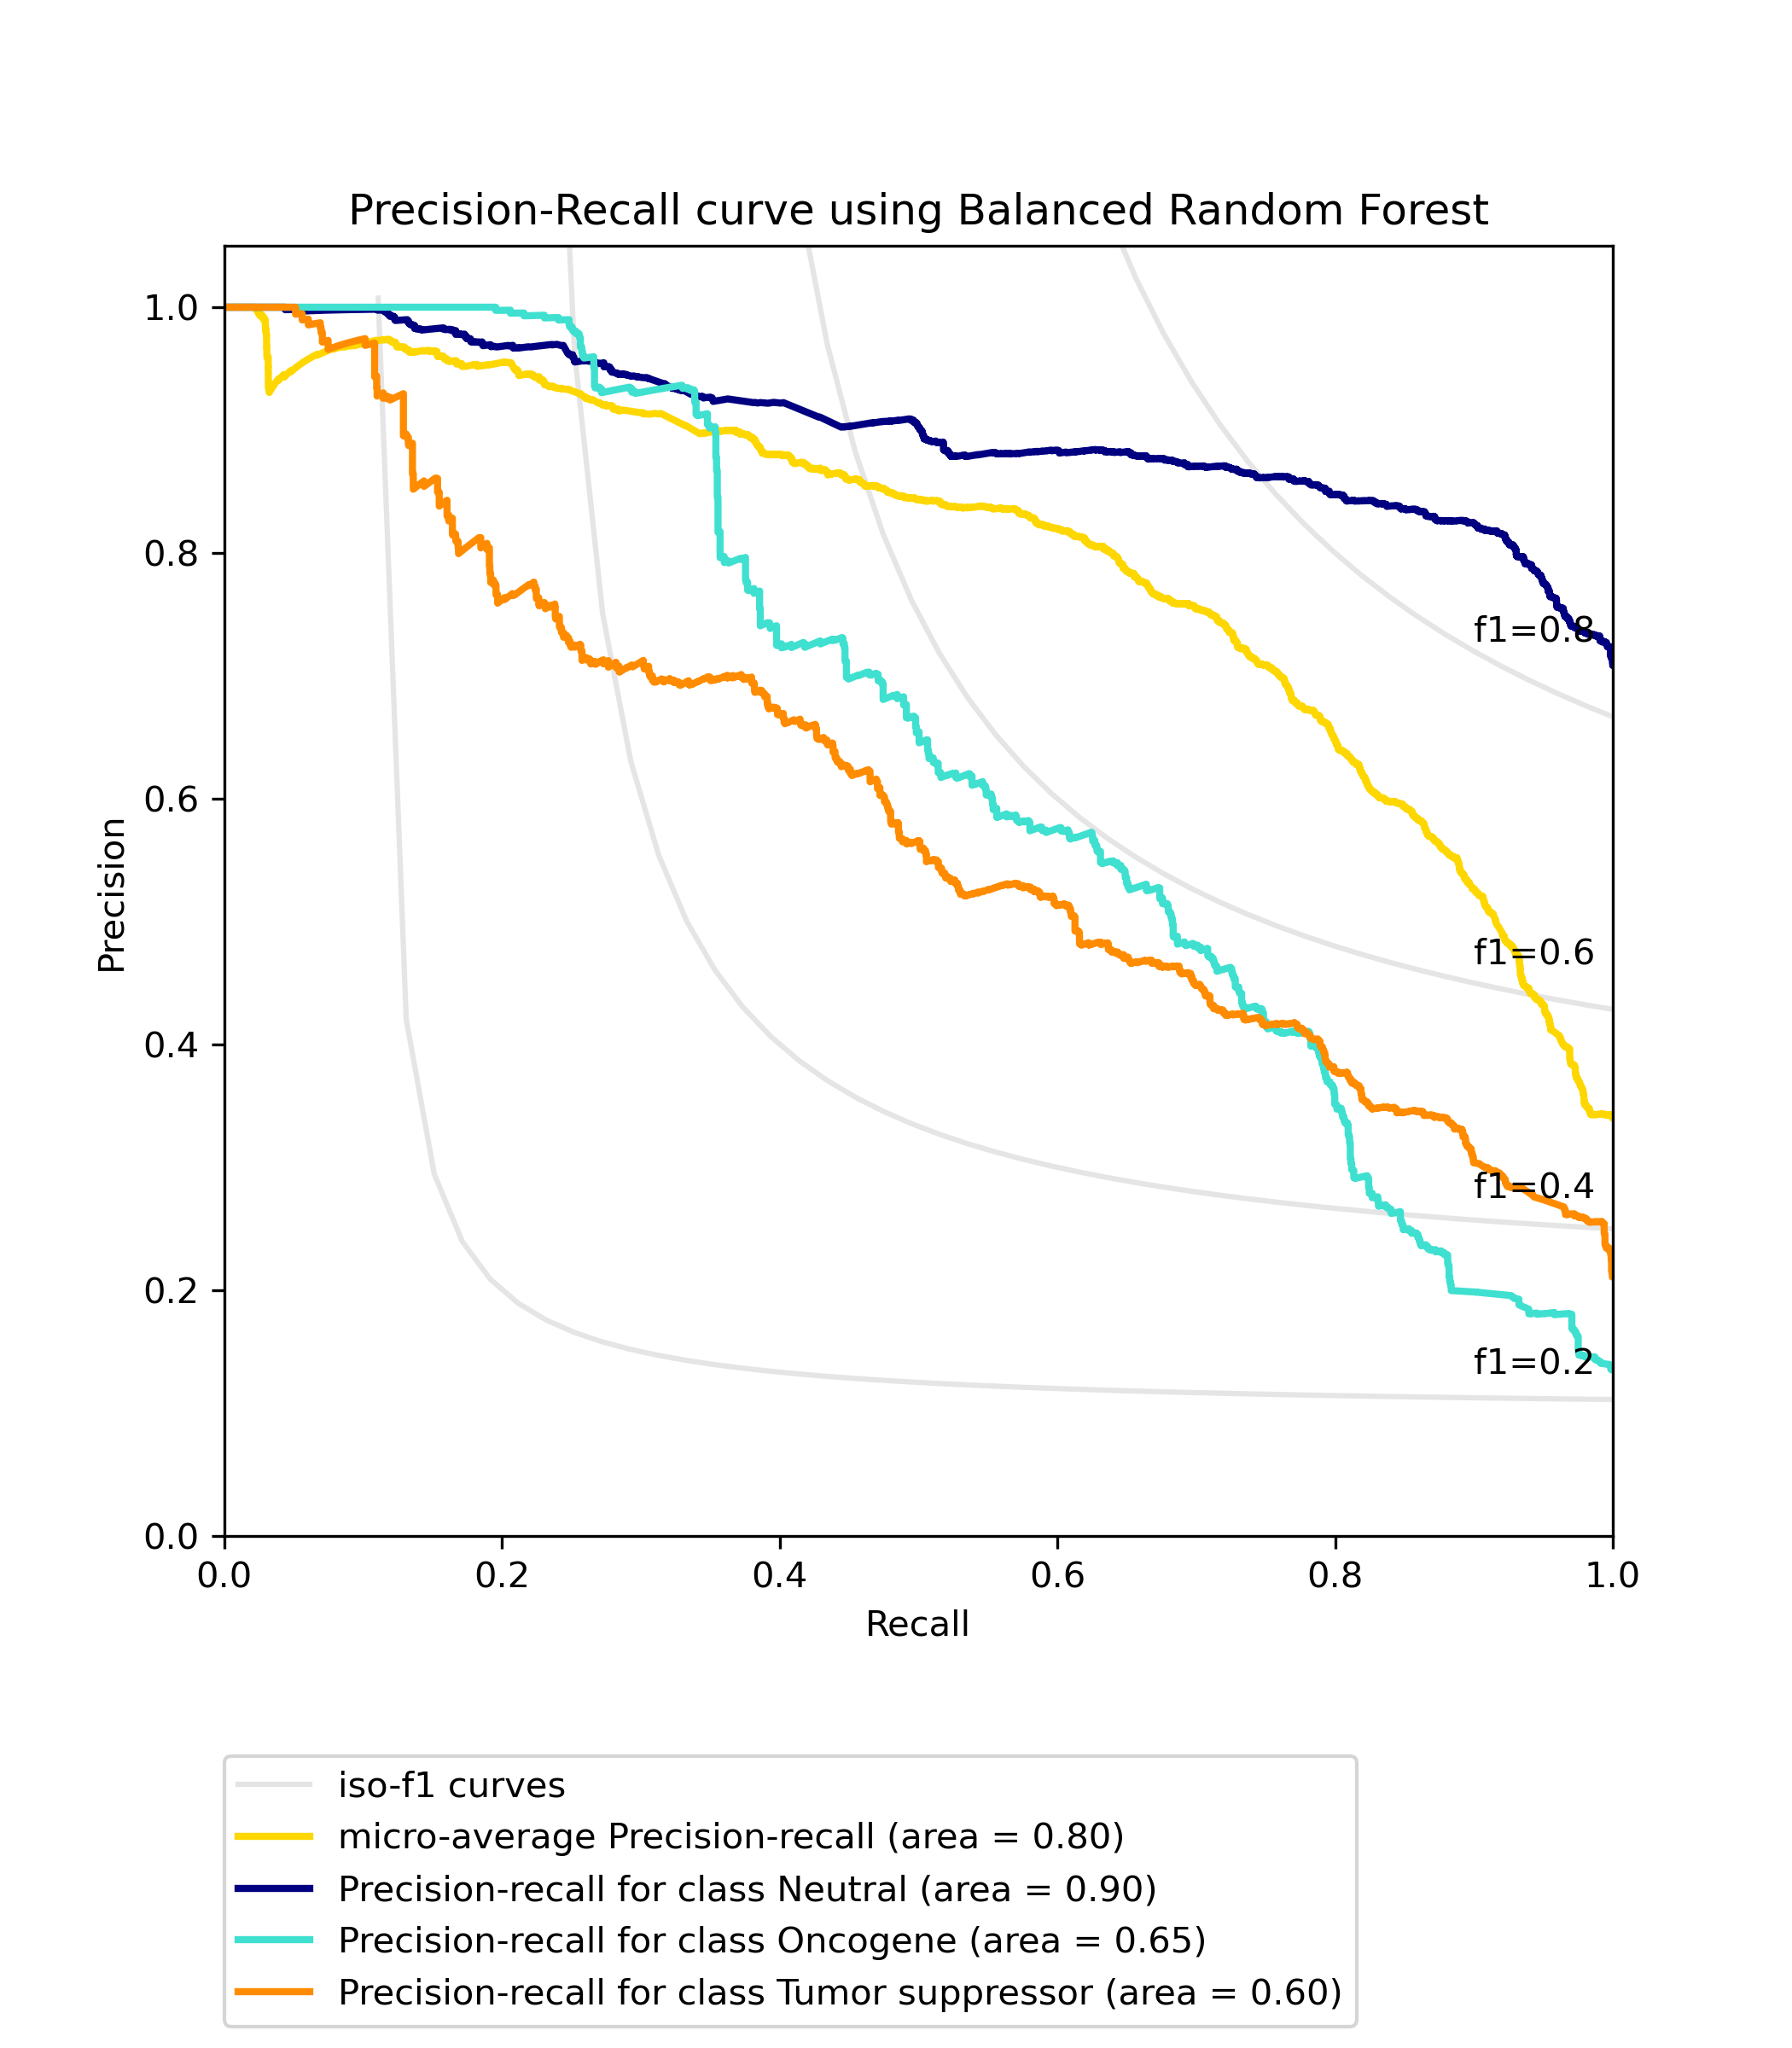 Precision-Recall curve using Balanced Random Forest
1.0
0.8
0.6
0.4
0.2
0.0
Precision
f1=0.8
f1=0.6
f1=0.4
f1=0.2
0.0 0.2 0.4 0.6 0.8 1.0
Recall
iso-f1 curves
micro-average Precision-recall (area = 0.80)
Precision-recall for class Neutral (area = 0.90)
Precision-recall for class Oncogene (area = 0.65)
Precision-recall for class Tumor suppressor (area = 0.60)